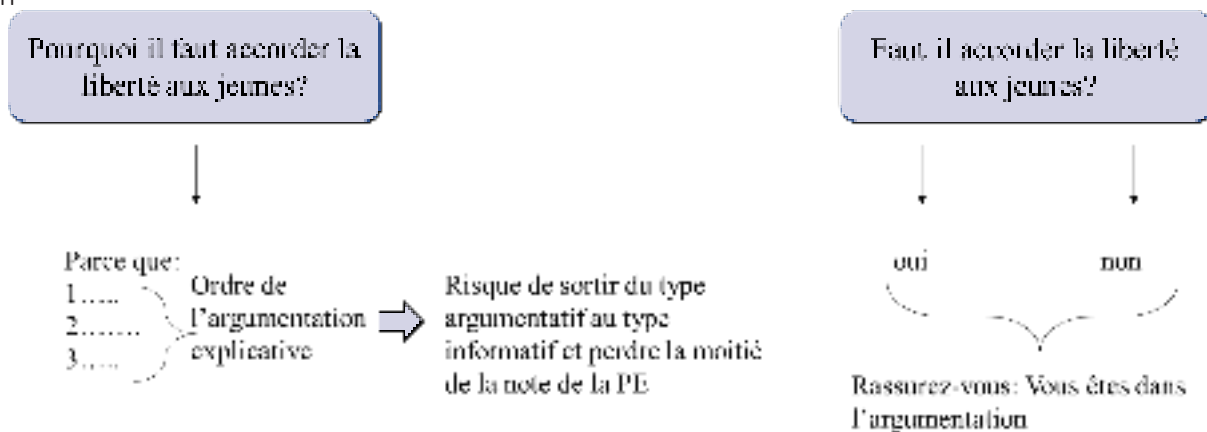 Pourquoi il faut accorder la
liberté aux jeunes?
Parce que:
1.....
2........
3.....
Ordre de
l'argumentation
explicative
Risque de sortir du type
argumentatif au type
informatif et perdre la moitié
de la note de la PE
Faut il accorder la liberté
aux jeunes?
oui
non
Rassurez-vous: Vous êtes dans
l'argumentation